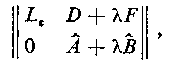 ‖ L_ε   D + λF ‖
‖ 0   Â + λB̂ ‖ ,